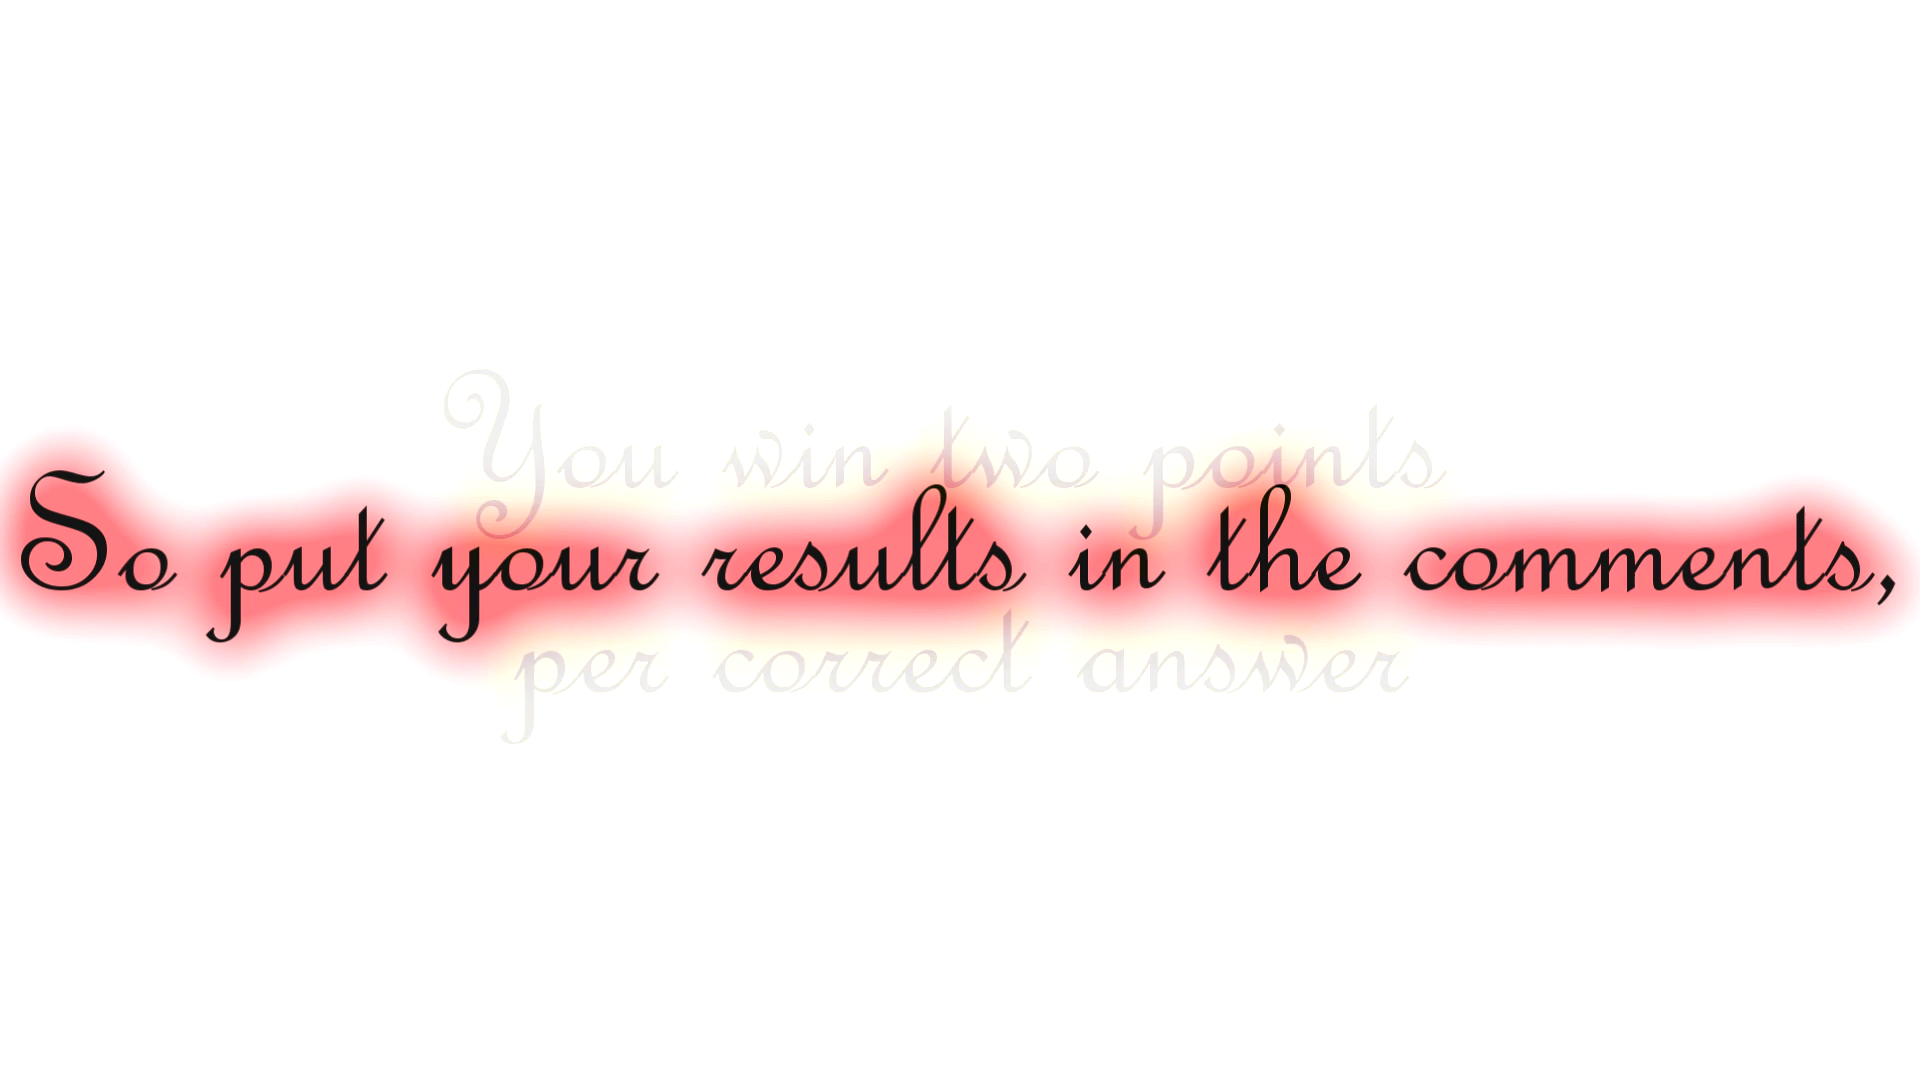 You win two points
So put your results in the comments,
per correct answer